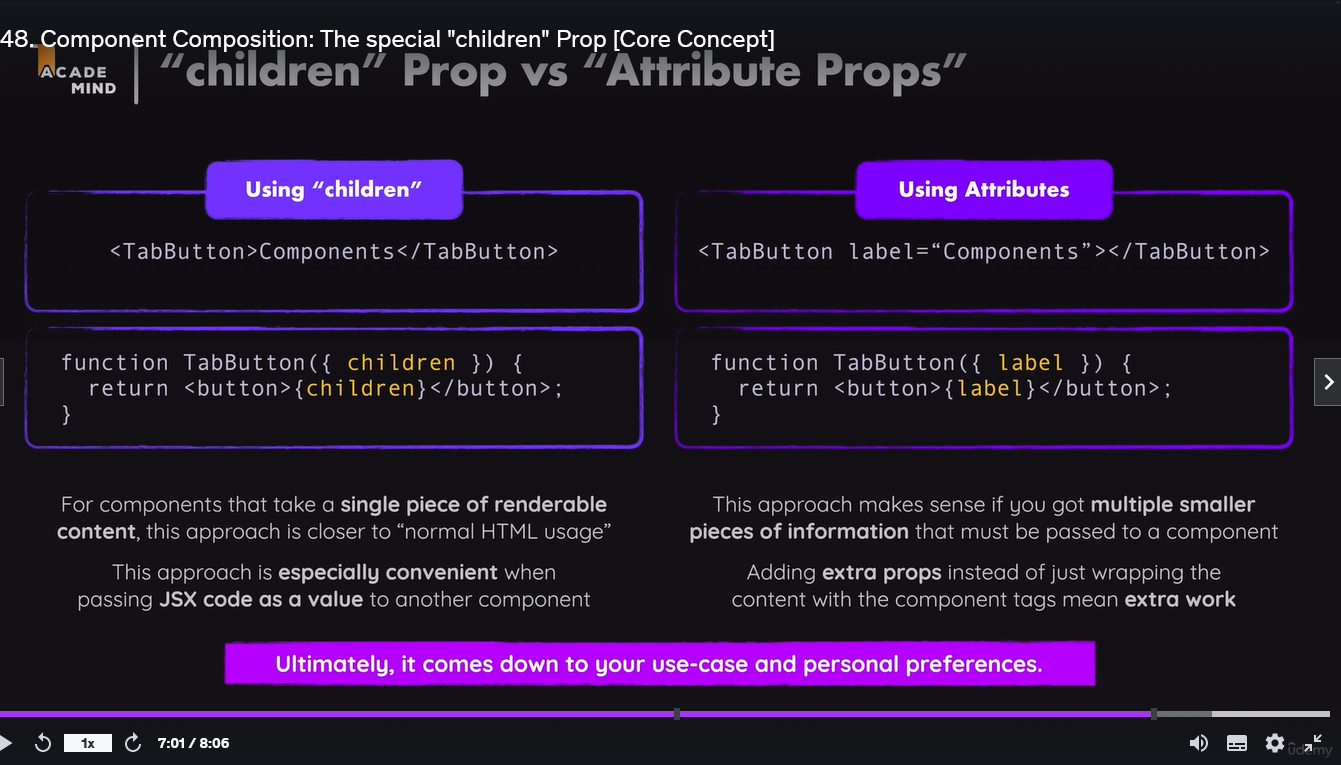 48. Component Composition: The special "children" Prop [Core Concept]
ACADE
MIND
“children” Prop vs “Attribute Props”
Using “children”
<TabButton>Components</TabButton>
function TabButton({ children }) {
return <button>{children}</button>;
}
For components that take a single piece of renderable
content, this approach is closer to “normal HTML usage”
This approach is especially convenient when
passing JSX code as a value to another component
Using Attributes
<TabButton label=“Components”></TabButton>
function TabButton({ label }) {
return <button>{label}</button>;
}
This approach makes sense if you got multiple smaller
pieces of information that must be passed to a component
Adding extra props instead of just wrapping the
content with the component tags mean extra work
Ultimately, it comes down to your use-case and personal preferences.
1x
7:01 / 8:06
ûdemy